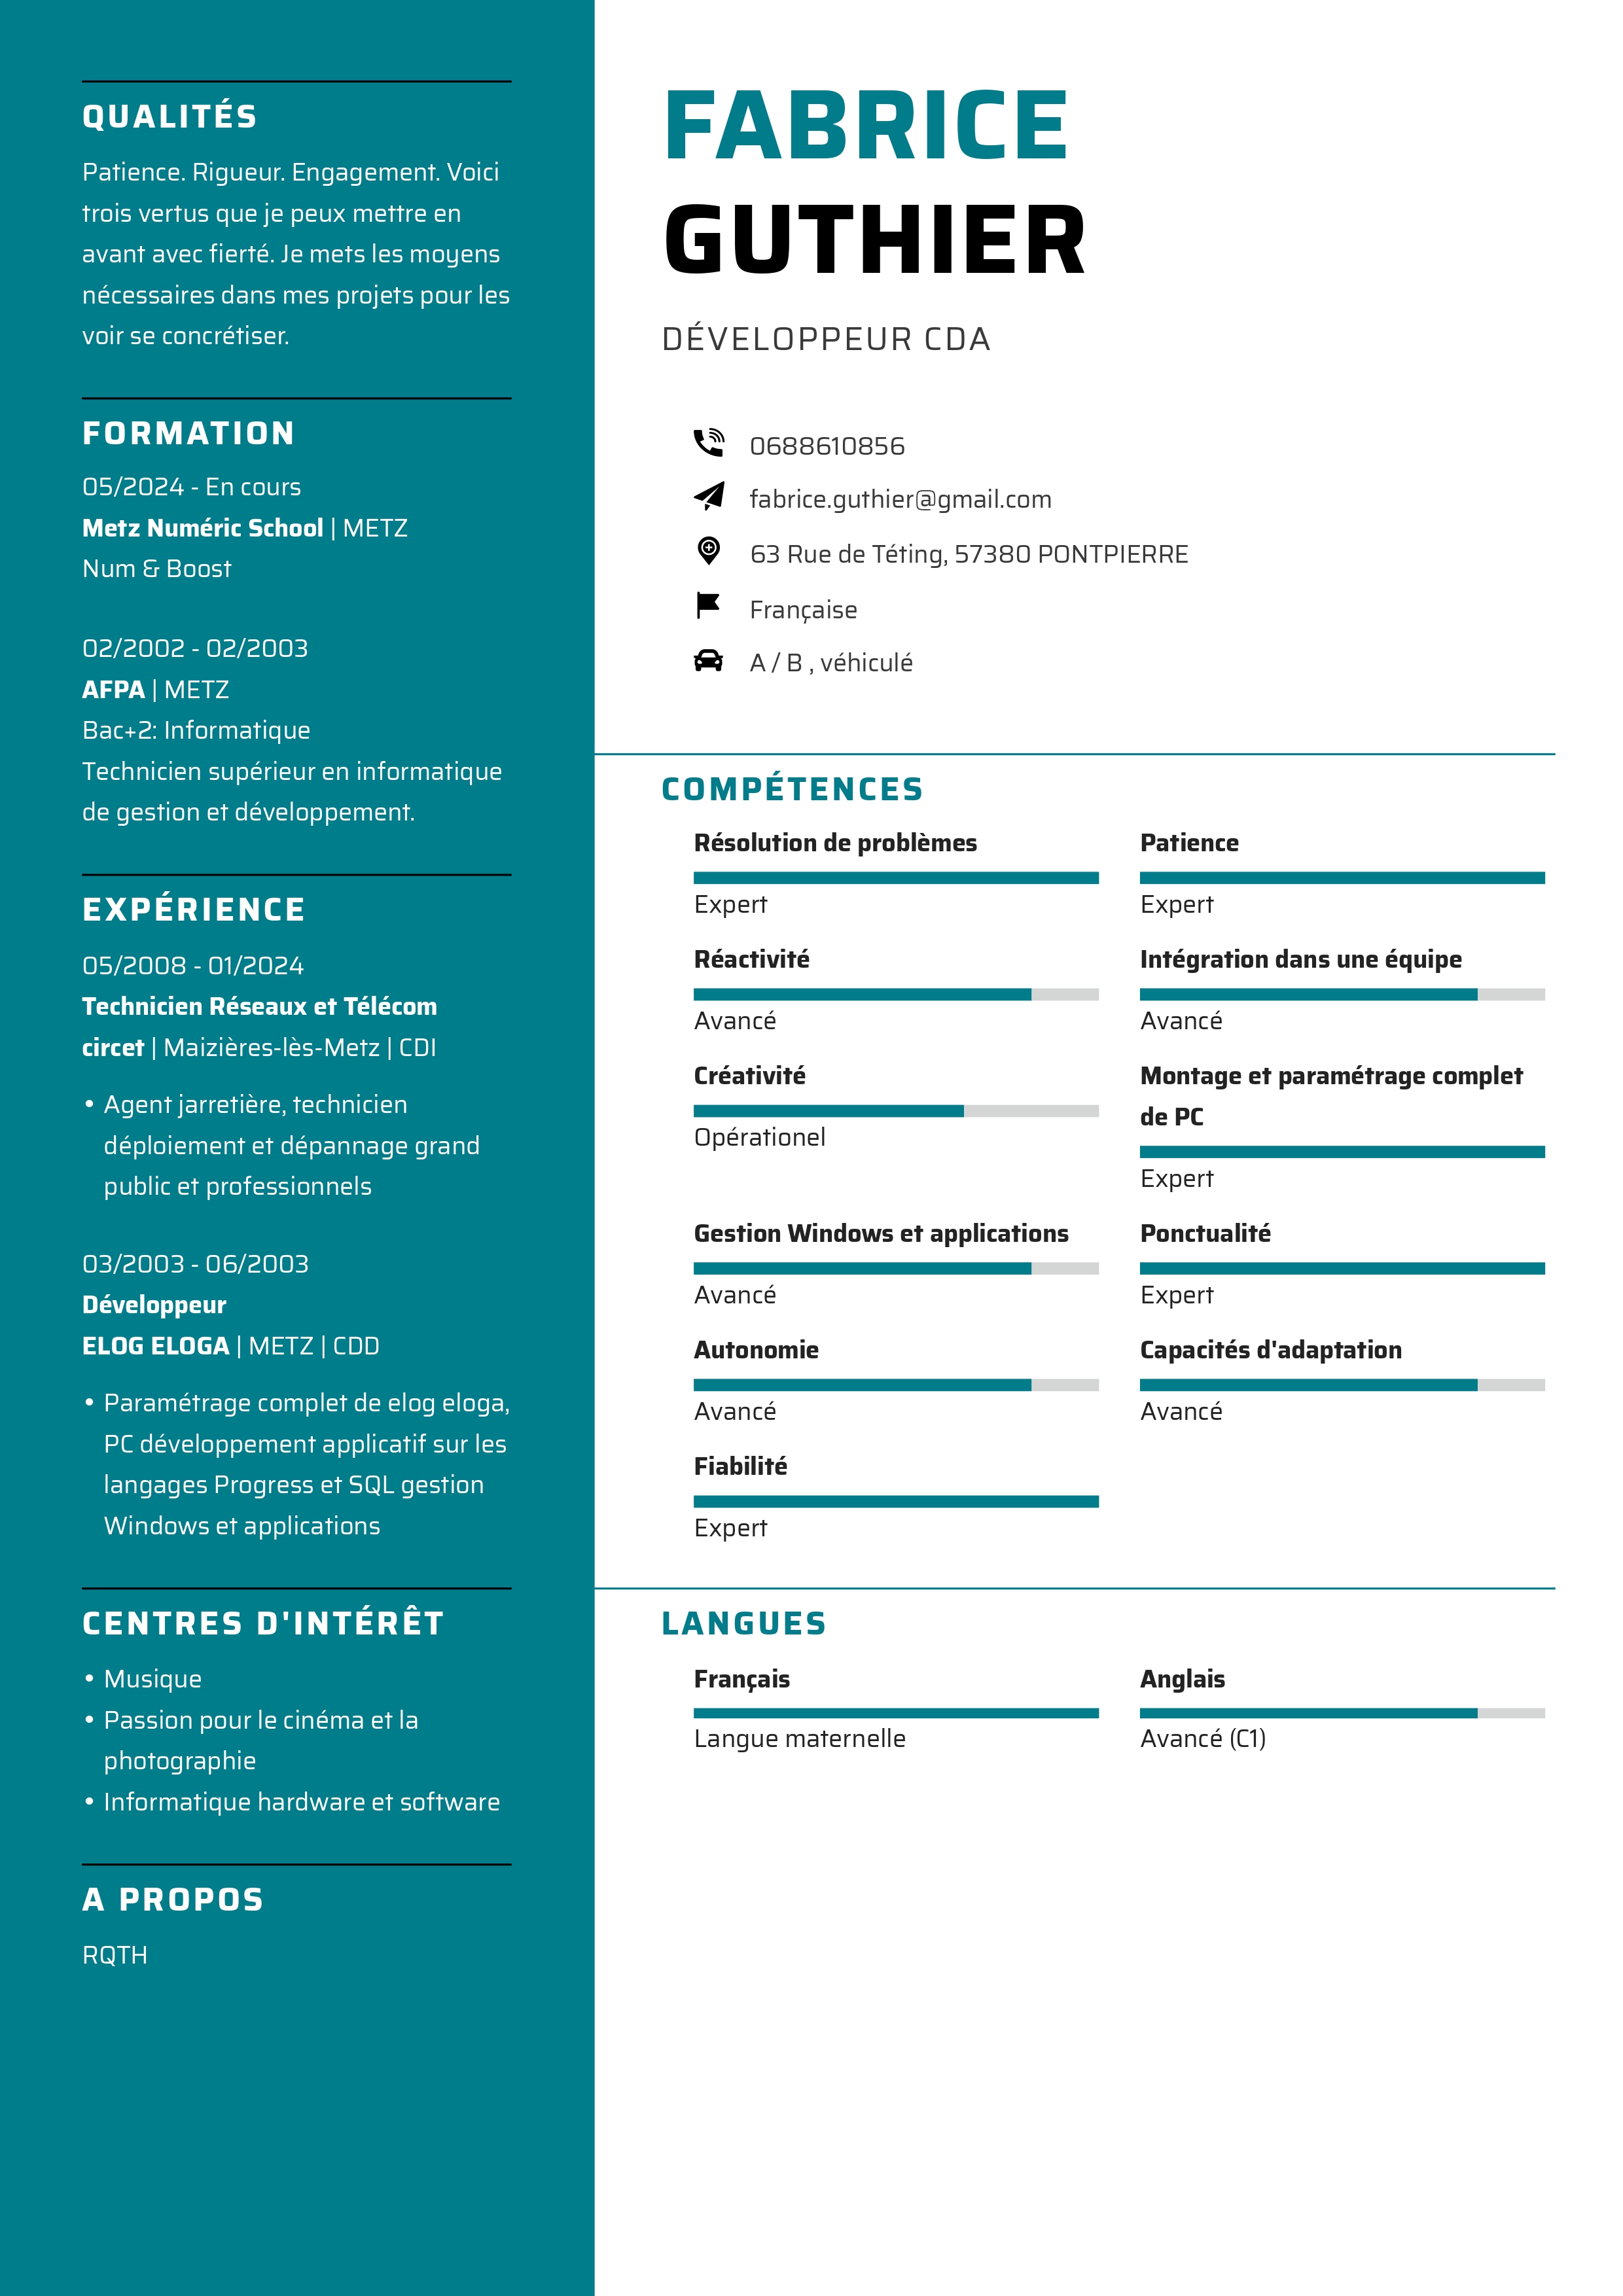 QUALITÉS
Patience. Rigueur. Engagement. Voici
trois vertus que je peux mettre en
avant avec fierté. Je mets les moyens
nécessaires dans mes projets pour les
voir se concrétiser.
FORMATION
05/2024 - En cours
Metz Numéric School | METZ
Num & Boost
02/2002 - 02/2003
AFPA | METZ
Bac+2: Informatique
Technicien supérieur en informatique
de gestion et développement.
EXPÉRIENCE
05/2008 - 01/2024
Technicien Réseaux et Télécom
circet | Maizières-lès-Metz | CDI
• Agent jarretière, technicien
déploiement et dépannage grand
public et professionnels
03/2003 - 06/2003
Développeur
ELOG ELOGA | METZ | CDD
• Paramétrage complet de elog eloga,
PC développement applicatif sur les
langages Progress et SQL gestion
Windows et applications
CENTRES D'INTÉRÊT
• Musique
• Passion pour le cinéma et la
photographie
• Informatique hardware et software
A PROPOS
RQTH
FABRICE
GUTHIER
DÉVELOPPEUR CDA
0688610856
fabrice.guthier@gmail.com
63 Rue de Téting, 57380 PONTPIERRE
Française
A / B , véhiculé
COMPÉTENCES
Résolution de problèmes
Expert
Patience
Expert
Réactivité
Avancé
Intégration dans une équipe
Avancé
Créativité
Opérationel
Montage et paramétrage complet
de PC
Expert
Gestion Windows et applications
Avancé
Ponctualité
Expert
Autonomie
Avancé
Capacités d'adaptation
Avancé
Fiabilité
Expert
LANGUES
Français
Langue maternelle
Anglais
Avancé (C1)